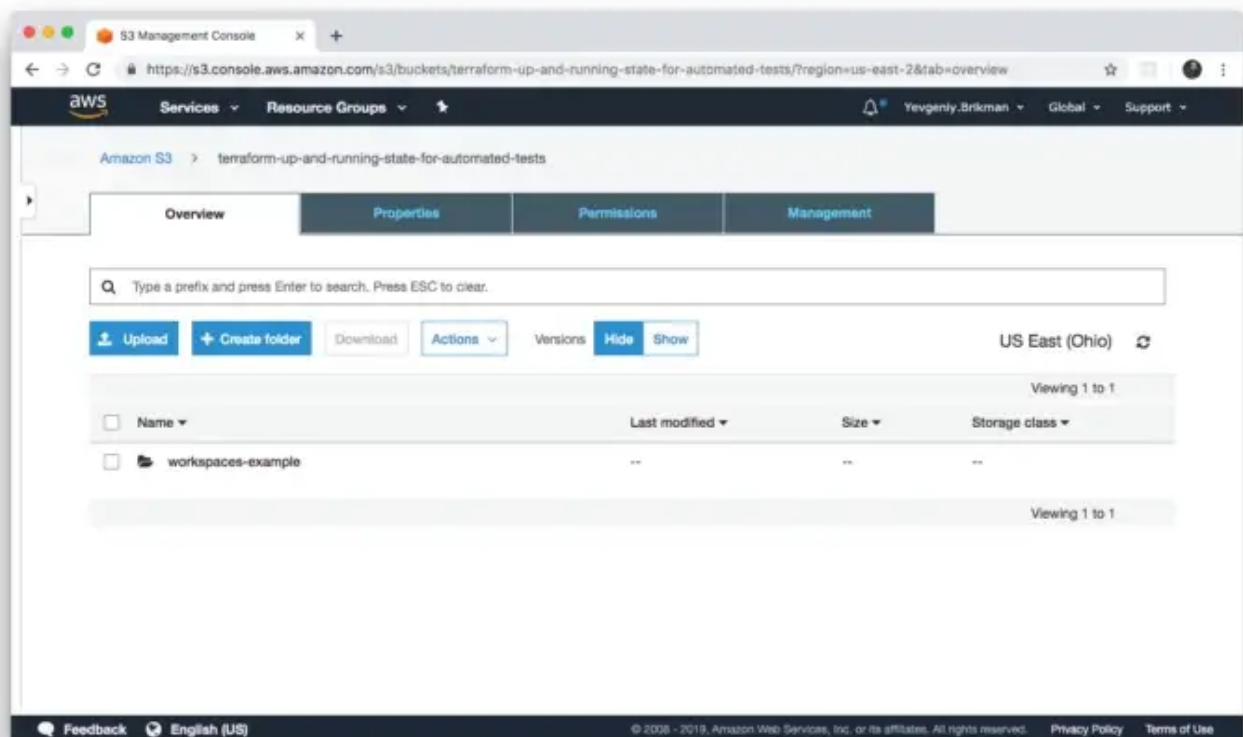 S3 Management Console
https://s3.console.aws.amazon.com/s3/buckets/terraform-up-and-running-state-for-automated-tests/?region=us-east-2&tab=overview
aws Services Resource Groups Yevgeniy.Brikman Global Support
Amazon S3 > terraform-up-and-running-state-for-automated-tests
Overview Properties Permissions Management
Type a prefix and press Enter to search. Press ESC to clear.
Upload + Create folder Download Actions Versions Hide Show US East (Ohio)
Viewing 1 to 1
Name Last modified Size Storage class
workspaces-example -- -- --
Viewing 1 to 1
Feedback English (US) © 2008 - 2019, Amazon Web Services, Inc. or its affiliates. All rights reserved. Privacy Policy Terms of Use